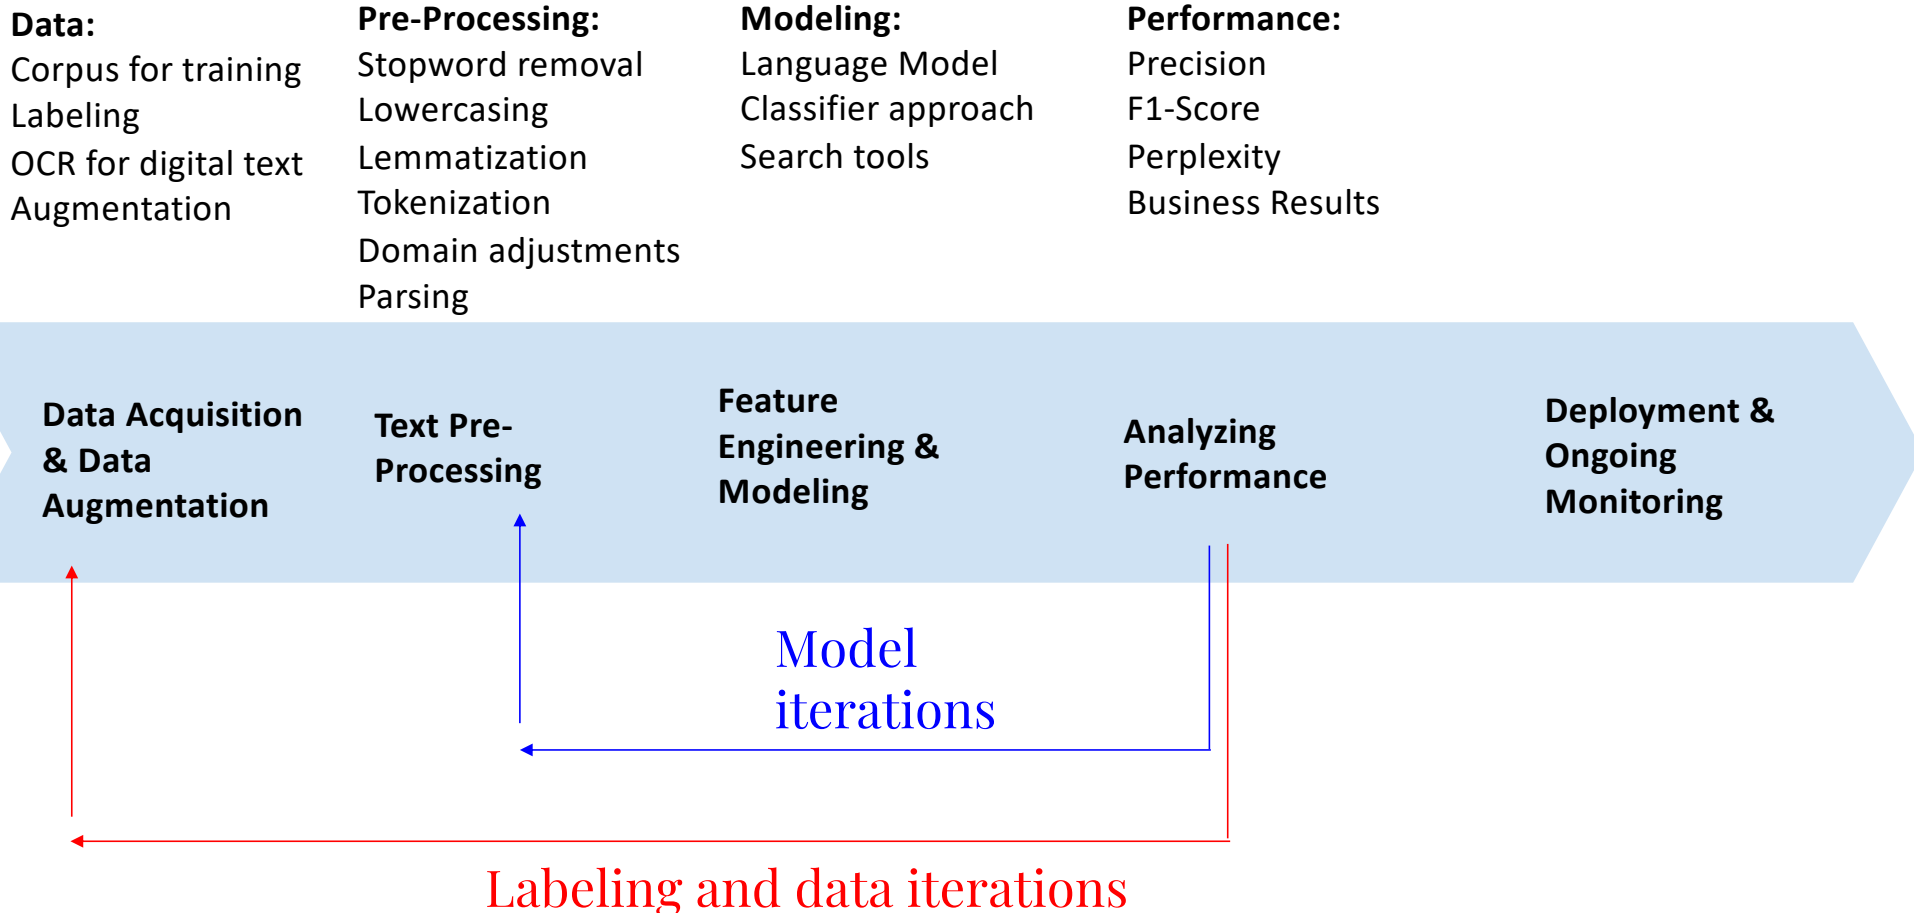 Data:
Corpus for training
Labeling
OCR for digital text
Augmentation
Pre-Processing:
Stopword removal
Lowercasing
Lemmatization
Tokenization
Domain adjustments
Parsing
Modeling:
Language Model
Classifier approach
Search tools
Performance:
Precision
F1-Score
Perplexity
Business Results
Data Acquisition
& Data
Augmentation
Text Pre-
Processing
Feature
Engineering &
Modeling
Analyzing
Performance
Deployment &
Ongoing
Monitoring
Model
iterations
Labeling and data iterations